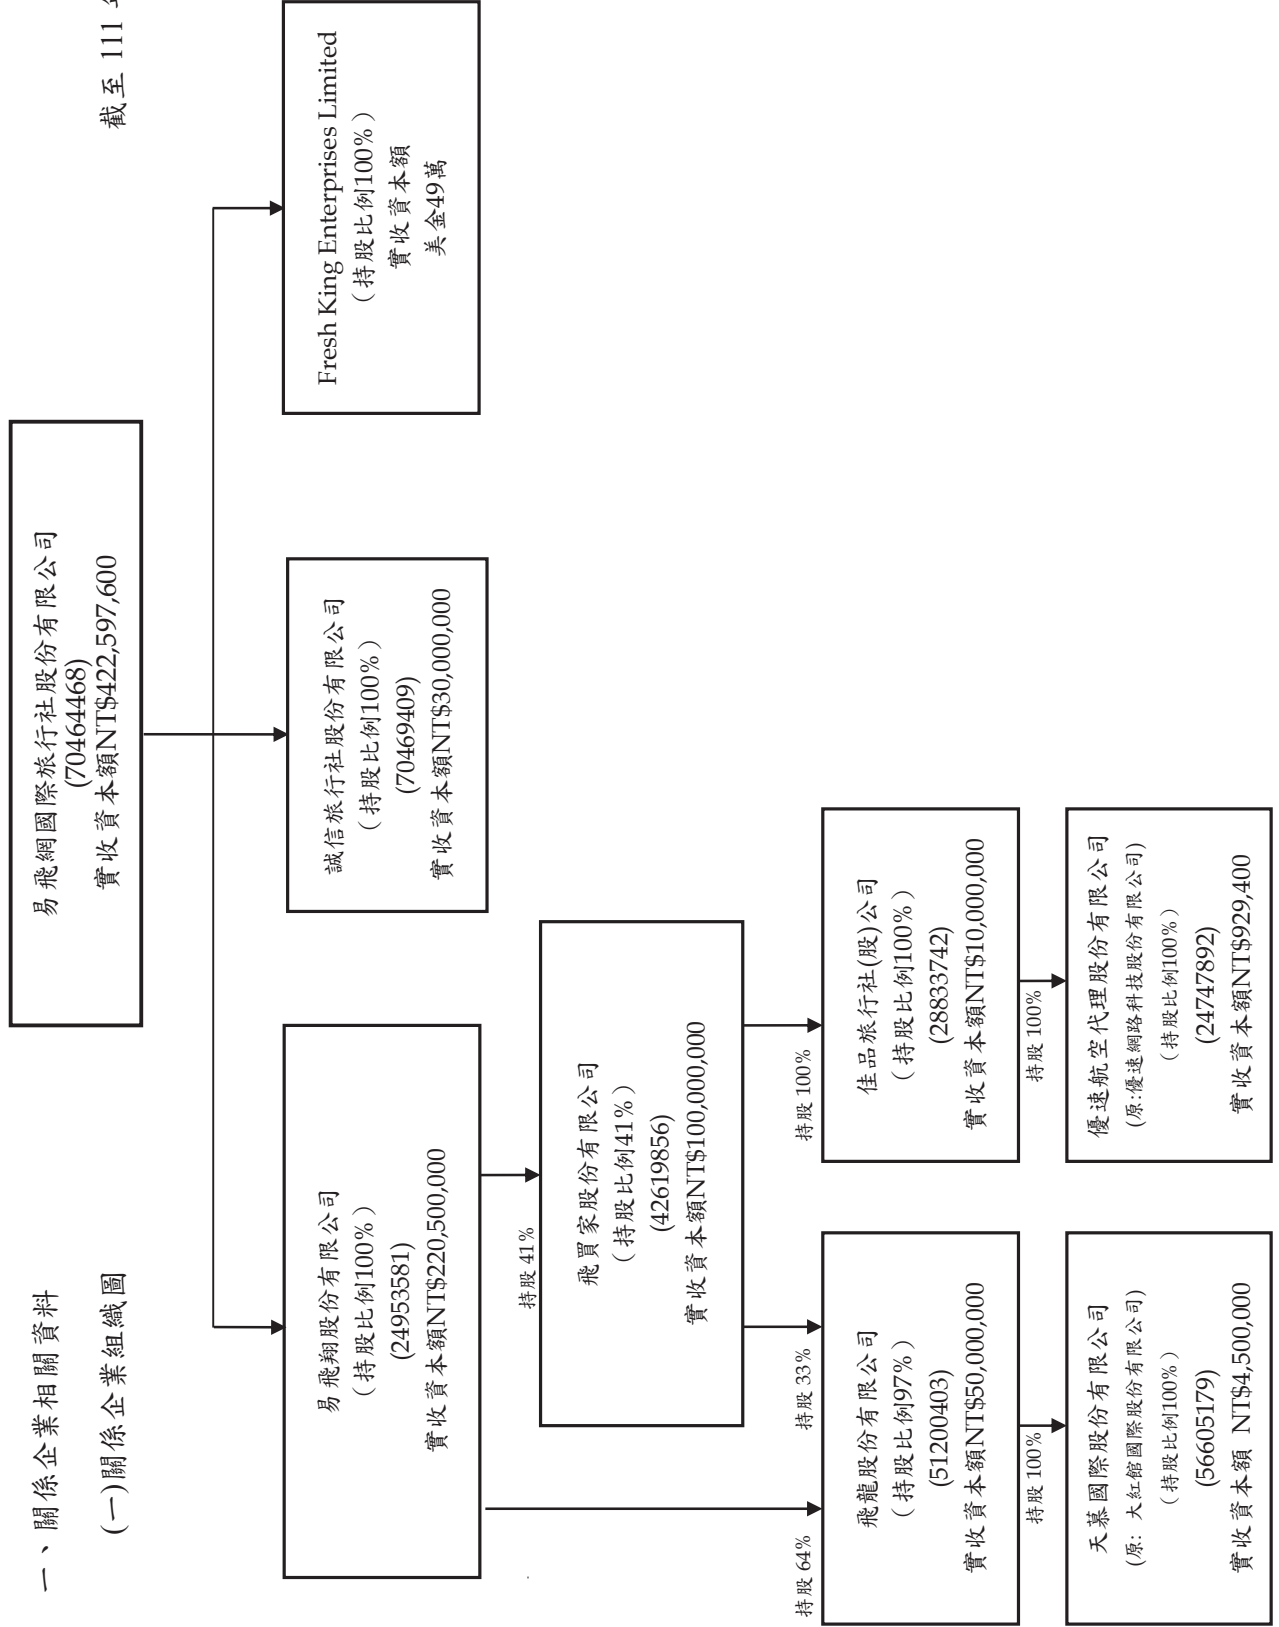 一、關係企業相關資料
(一)關係企業組織圖
截至 111
易飛網國際旅行社股份有限公司
(70464468)
實收資本額NT$422,597,600
易飛翔股份有限公司
（持股比例100%）
(24953581)
實收資本額NT$220,500,000
誠信旅行社股份有限公司
（持股比例100%）
(70469409)
實收資本額NT$30,000,000
Fresh King Enterprises Limited
（持股比例100%）
實收資本額
美金49萬
持股 41%
飛買家股份有限公司
（持股比例41%）
(42619856)
實收資本額NT$100,000,000
持股 64%
持股 33%
持股 100%
飛龍股份有限公司
（持股比例97%）
(51200403)
實收資本額NT$50,000,000
佳品旅行社(股)公司
（持股比例100%）
(28833742)
實收資本額NT$10,000,000
持股 100%
持股 100%
天慕國際股份有限公司
(原: 大紅館國際股份有限公司)
（持股比例100%）
(56605179)
實收資本額 NT$4,500,000
優速航空代理股份有限公司
(原:優速網路科技股份有限公司)
（持股比例100%）
(24747892)
實收資本額NT$929,400